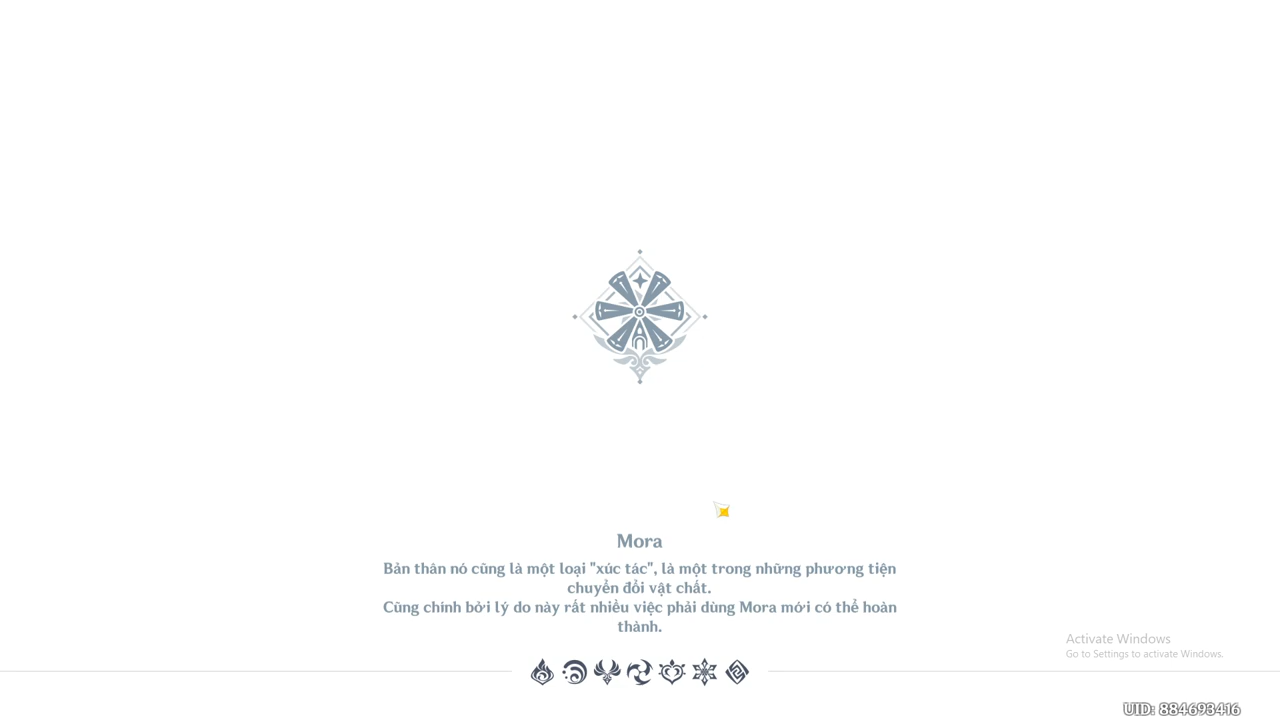 Mora
Bản thân nó cũng là một loại "xúc tác", là một trong những phương tiện
chuyển đổi vật chất.
Cũng chính bởi lý do này rất nhiều việc phải dùng Mora mới có thể hoàn
thành.
Activate Windows
Go to Settings to activate Windows.
UID: 884693416